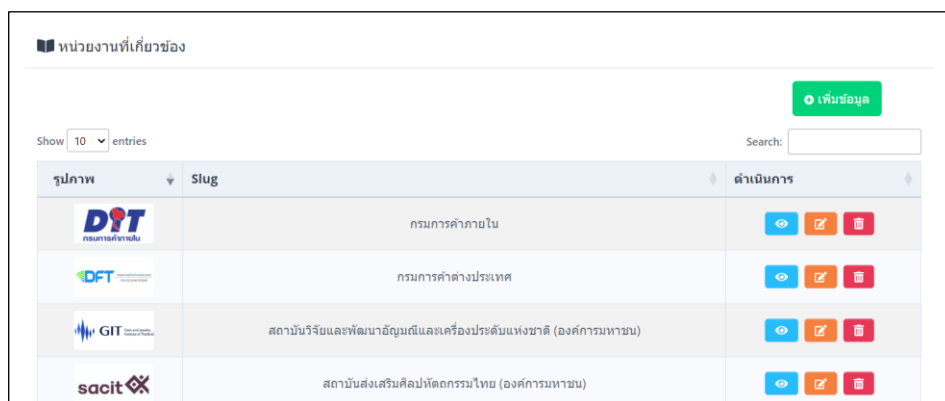 หน่วยงานที่เกี่ยวข้อง
เพิ่มข้อมูล
Show 10 entries
Search:
รูปภาพ Slug ดำเนินการ
DIT
กรมการค้าภายใน
กรมการค้าภายใน
DFT
กรมการค้าต่างประเทศ
GIT
สถาบันวิจัยและพัฒนาอัญมณีและเครื่องประดับแห่งชาติ (องค์การมหาชน)
sacit
สถาบันส่งเสริมศิลปหัตถกรรมไทย (องค์การมหาชน)